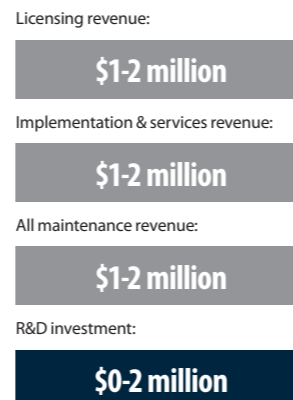 Licensing revenue:
$1-2 million
Implementation & services revenue:
$1-2 million
All maintenance revenue:
$1-2 million
R&D investment:
$0-2 million